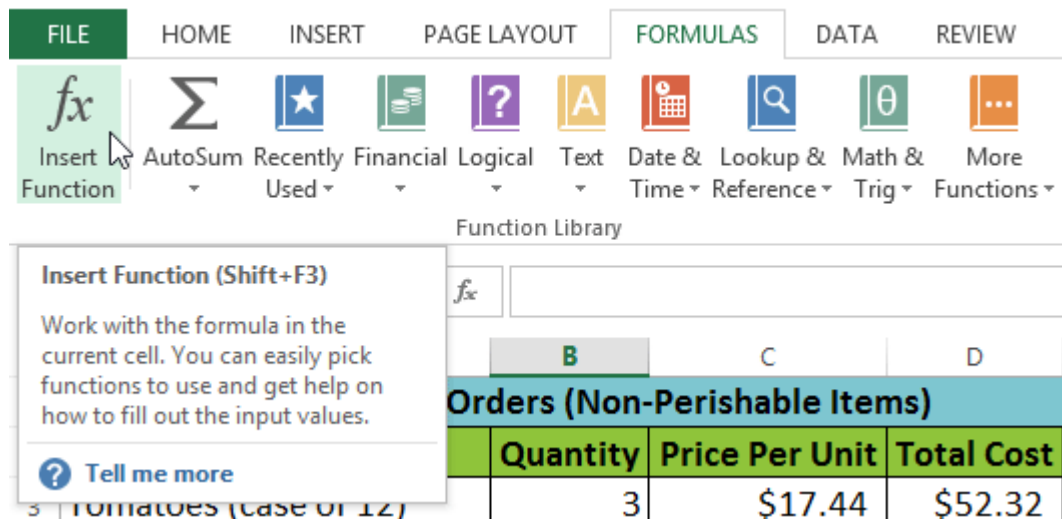 FILE HOME INSERT PAGE LAYOUT FORMULAS DATA REVIEW
fx Σ ? A θ
Insert AutoSum Recently Financial Logical Text Date & Lookup & Math & More
Function Used Time Reference Trig Functions
Function Library
Insert Function (Shift+F3)
fx
Work with the formula in the
current cell. You can easily pick
functions to use and get help on
how to fill out the input values.
? Tell me more
B C D
Orders (Non-Perishable Items)
Quantity Price Per Unit Total Cost
3 Tomatoes (case of 12) 3 $17.44 $52.32